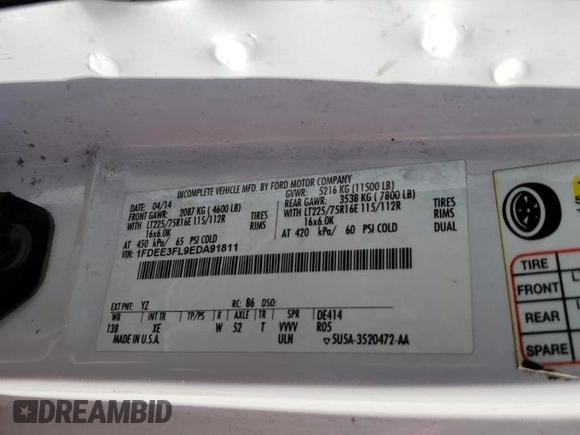 INCOMPLETE VEHICLE MFD. BY FORD MOTOR COMPANY
DATE: 04/14 GVWR: 5216 KG (11500 LB)
FRONT GAWR: 2087 KG (4600 LB) REAR GAWR: 3538 KG (7800 LB)
WITH LT225/75R16E 115/112R TIRES WITH LT225/75R16E 115/112R TIRES
16x6.0K RIMS 16x6.0K RIMS
AT 450 kPa/ 65 PSI COLD AT 420 kPa/ 60 PSI COLD DUAL
VIN: 1FDEE3FL9EDA91811
EXT PNT: YZ RC: 86 DSO:
WB INT TR TP/PS R AXLE TR SPR DE414
138 XE W 52 T VVVV R05
MADE IN U.S.A. ULN 5U5A-3520472-AA
TIRE
FRONT
REAR
SPARE
DREAMBID